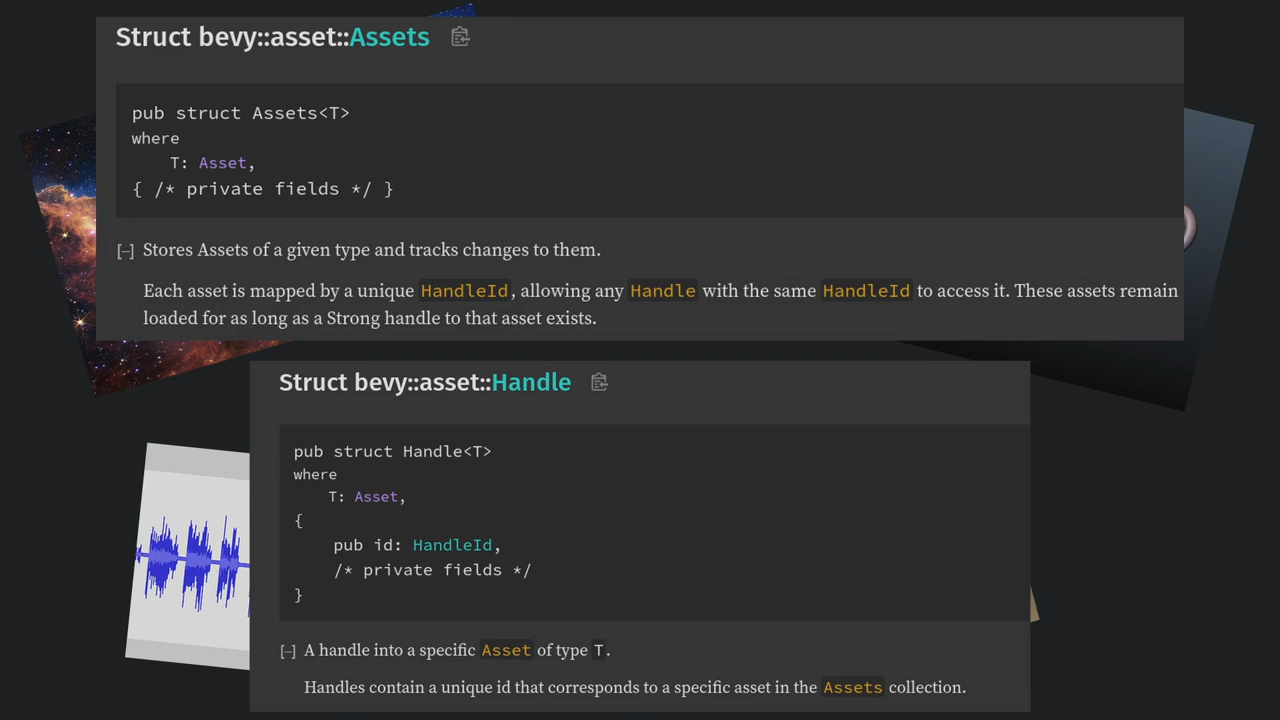 Struct bevy::asset::Assets
pub struct Assets<T>
where
    T: Asset,
{ /* private fields */ }
[–] Stores Assets of a given type and tracks changes to them.
Each asset is mapped by a unique HandleId, allowing any Handle with the same HandleId to access it. These assets remain
loaded for as long as a Strong handle to that asset exists.
Struct bevy::asset::Handle
pub struct Handle<T>
where
    T: Asset,
{
    pub id: HandleId,
    /* private fields */
}
[–] A handle into a specific Asset of type T.
Handles contain a unique id that corresponds to a specific asset in the Assets collection.